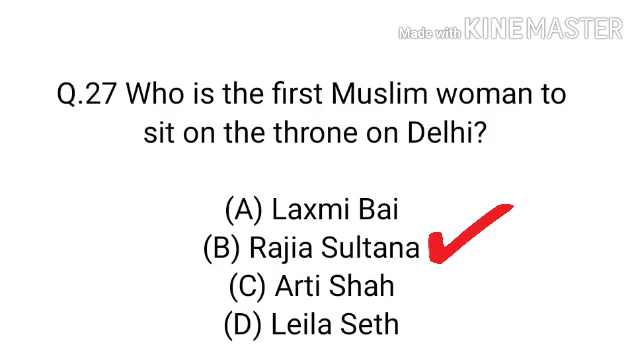 Made with KINEMASTER
Q.27 Who is the first Muslim woman to
sit on the throne on Delhi?
(A) Laxmi Bai
(B) Rajia Sultana
(C) Arti Shah
(D) Leila Seth